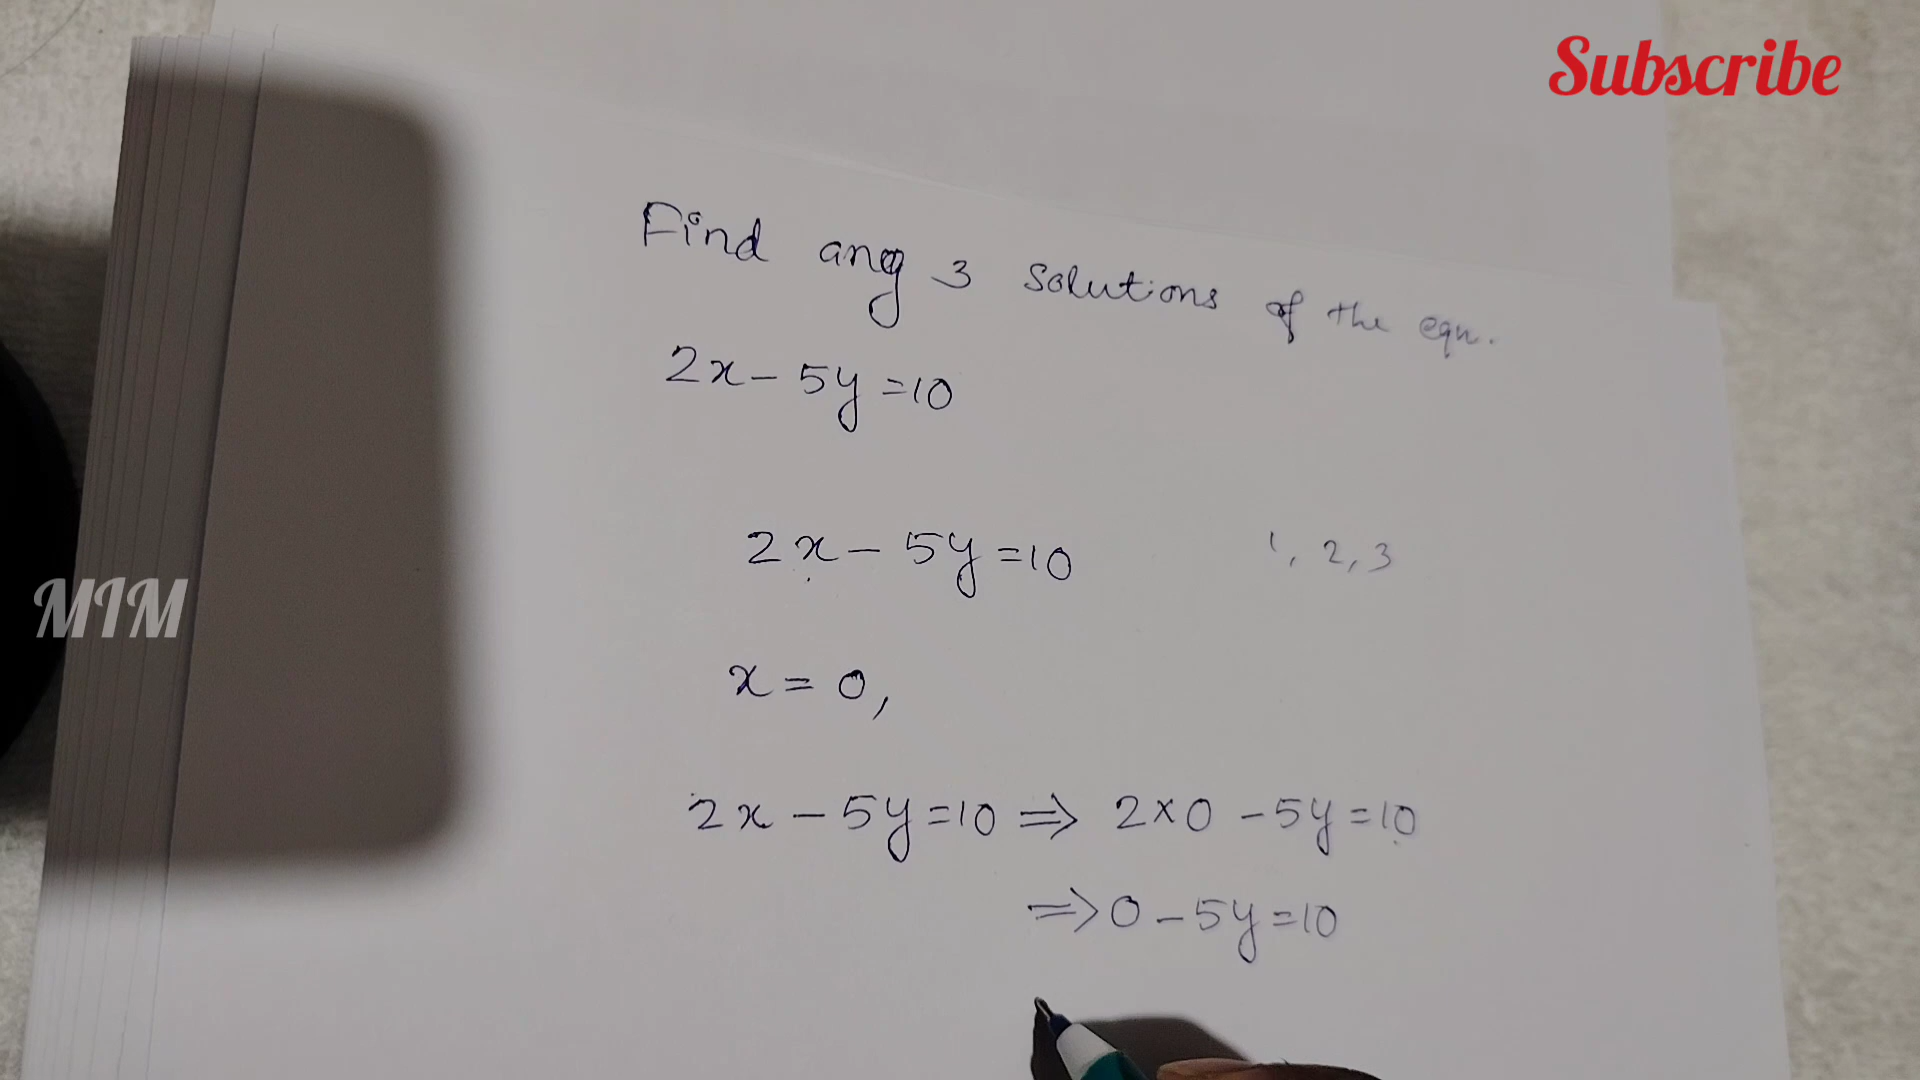 Subscribe
Find any 3 solutions of the eqn.
2x - 5y = 10
2x - 5y = 10 1, 2, 3
MIM
x = 0,
2x - 5y = 10 ⇒ 2 × 0 - 5y = 10
⇒ 0 - 5y = 10